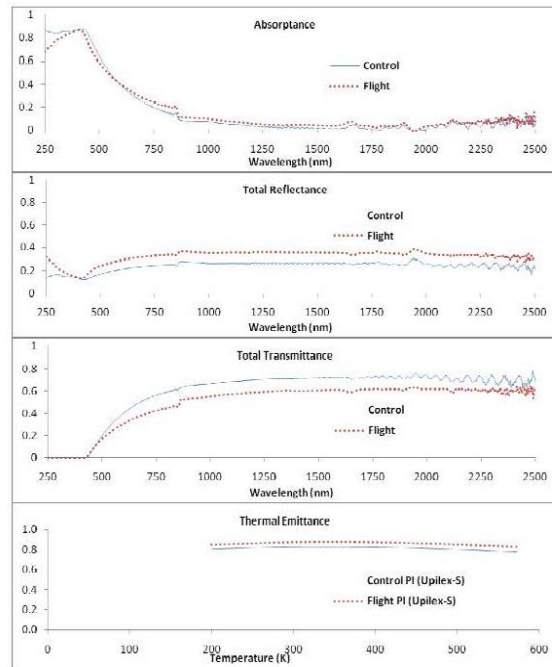 Absorptance
1
0.8
0.6
0.4
0.2
0
Control
Flight
250 500 750 1000 1250 1500 1750 2000 2250 2500
Wavelength (nm)
Total Reflectance
1
0.8
0.6
0.4
0.2
0
Control
Flight
250 500 750 1000 1250 1500 1750 2000 2250 2500
Wavelength (nm)
Total Transmittance
1
0.8
0.6
0.4
0.2
0
Control
Flight
250 500 750 1000 1250 1500 1750 2000 2250 2500
Wavelength (nm)
Thermal Emittance
1.0
0.8
0.6
0.4
0.2
0.0
Control PI (Upilex-S)
Flight PI (Upilex-S)
0 100 200 300 400 500 600
Temperature (K)